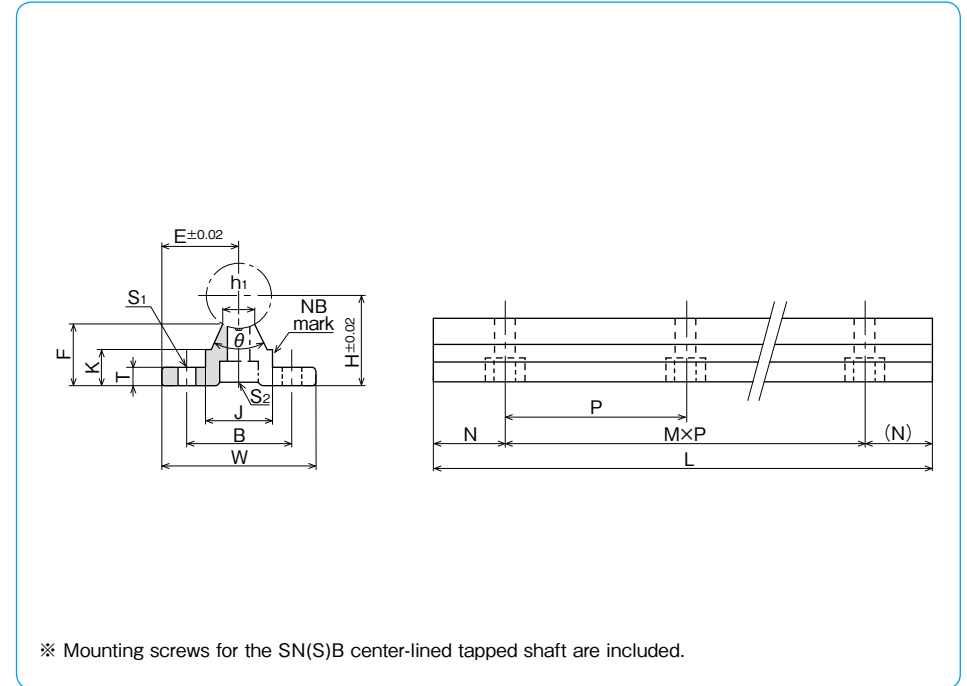 E±0.02
h1
S1
NB
mark
θ
F
K
T
H±0.02
S2
J
B
W
P
N
M×P
(N)
L
※ Mounting screws for the SN(S)B center-lined tapped shaft are included.